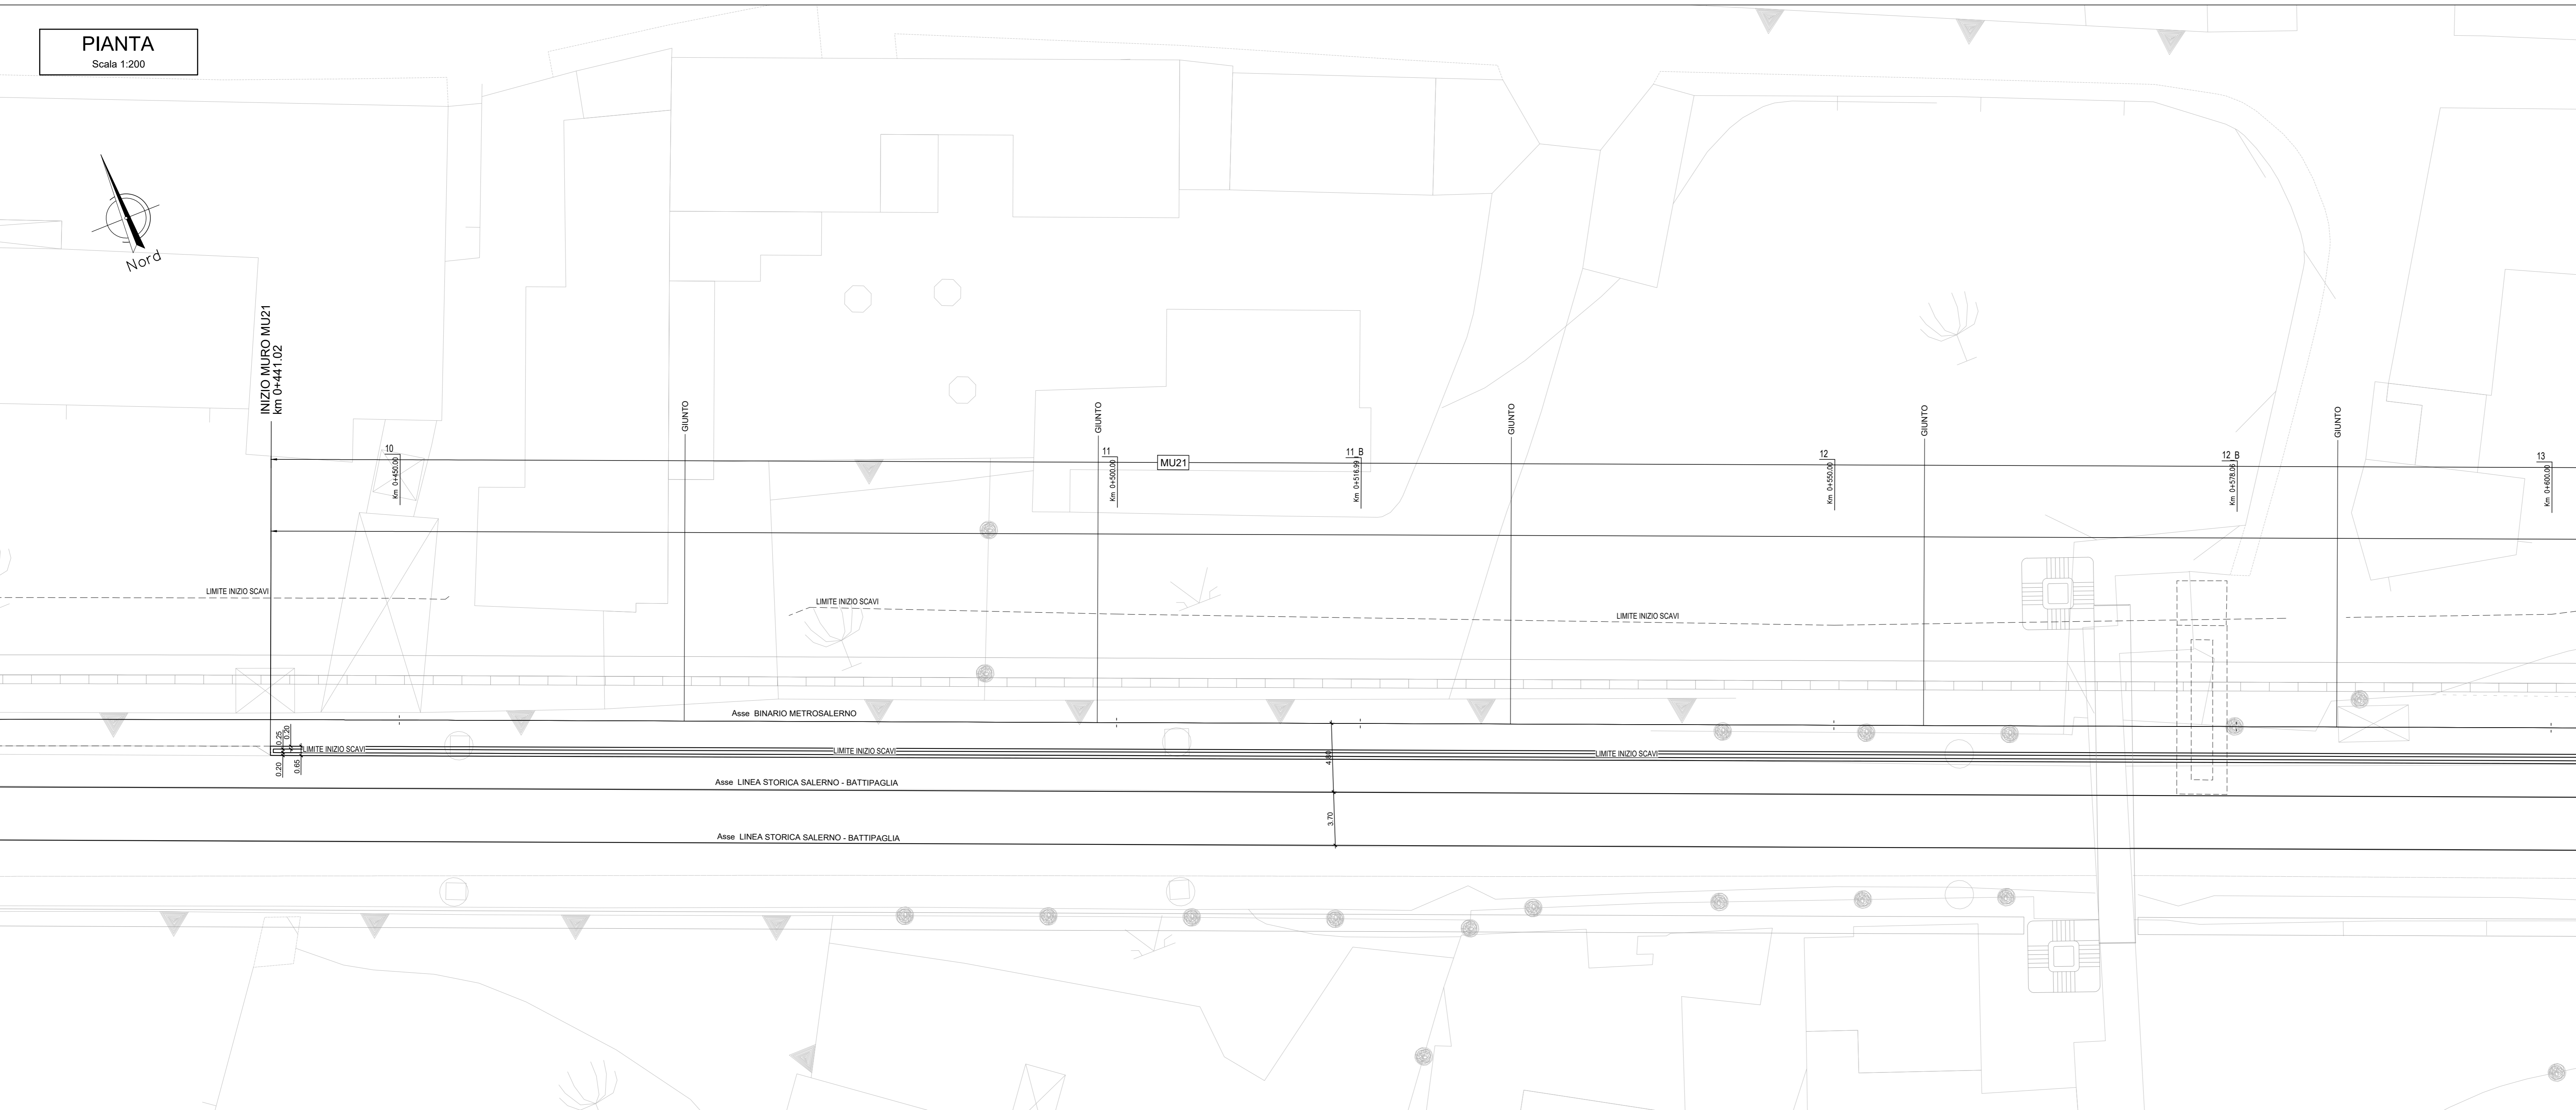 PIANTA
Scala 1:200
Nord
INIZIO MURO MU21
km 0+441.02
GIUNTO
GIUNTO
GIUNTO
GIUNTO
GIUNTO
10
Km 0+450.00
11
Km 0+500.00
MU21
11_B
Km 0+516.99
12
Km 0+550.00
12_B
Km 0+578.06
13
Km 0+600.00
LIMITE INIZIO SCAVI
LIMITE INIZIO SCAVI
LIMITE INIZIO SCAVI
Asse BINARIO METROSALERNO
0.25
0.20
0.20
0.65
LIMITE INIZIO SCAVI
LIMITE INIZIO SCAVI
LIMITE INIZIO SCAVI
4.80
Asse LINEA STORICA SALERNO - BATTIPAGLIA
3.70
Asse LINEA STORICA SALERNO - BATTIPAGLIA